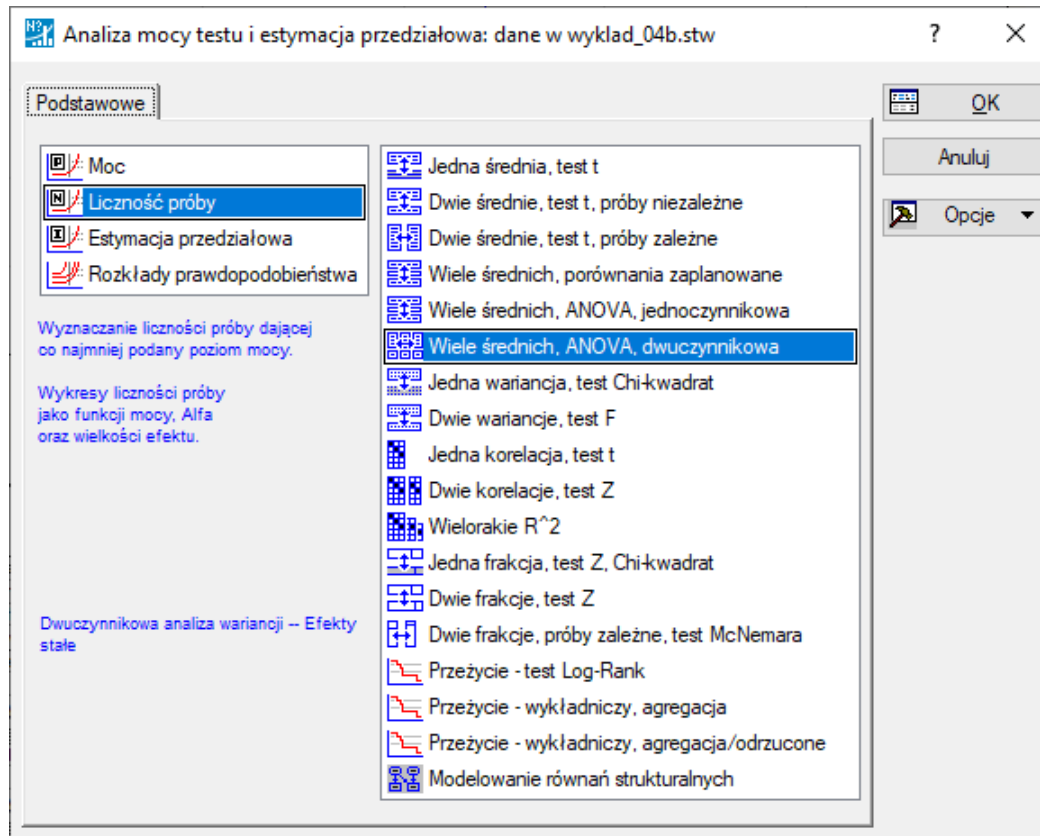 Analiza mocy testu i estymacja przedziałowa: dane w wyklad_04b.stw
?
Podstawowe
OK
Anuluj
Opcje
Moc
Liczność próby
Estymacja przedziałowa
Rozkłady prawdopodobieństwa
Wyznaczanie liczności próby dającej
co najmniej podany poziom mocy.
Wykresy liczności próby
jako funkcji mocy, Alfa
oraz wielkości efektu.
Dwuczynnikowa analiza wariancji -- Efekty
stałe
Jedna średnia, test t
Dwie średnie, test t, próby niezależne
Dwie średnie, test t, próby zależne
Wiele średnich, porównania zaplanowane
Wiele średnich, ANOVA, jednoczynnikowa
Wiele średnich, ANOVA, dwuczynnikowa
Jedna wariancja, test Chi-kwadrat
Dwie wariancje, test F
Jedna korelacja, test t
Dwie korelacje, test Z
Wielorakie R^2
Jedna frakcja, test Z, Chi-kwadrat
Dwie frakcje, test Z
Dwie frakcje, próby zależne, test McNemara
Przeżycie - test Log-Rank
Przeżycie - wykładniczy, agregacja
Przeżycie - wykładniczy, agregacja/odrzucone
Modelowanie równań strukturalnych